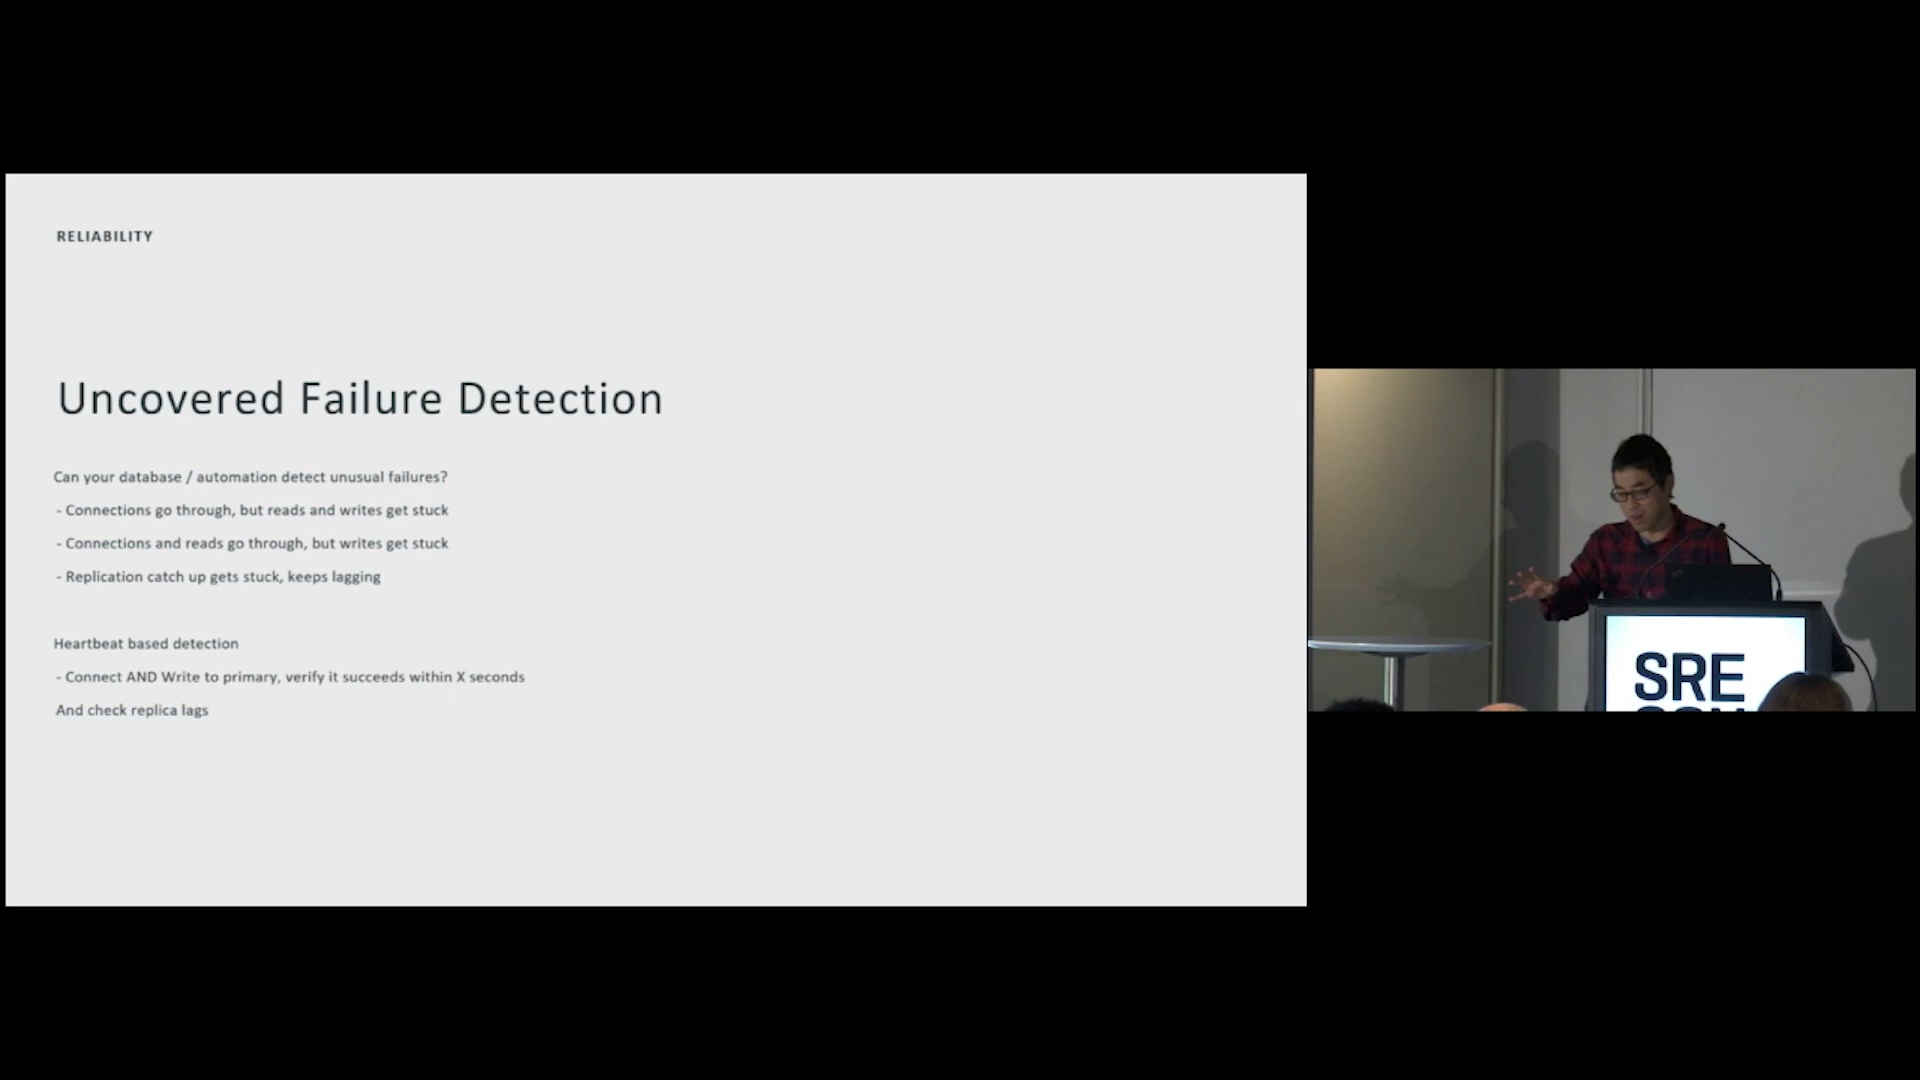 RELIABILITY
Uncovered Failure Detection
Can your database / automation detect unusual failures?
- Connections go through, but reads and writes get stuck
- Connections and reads go through, but writes get stuck
- Replication catch up gets stuck, keeps lagging
Heartbeat based detection
- Connect AND Write to primary, verify it succeeds within X seconds
And check replica lags
SRE